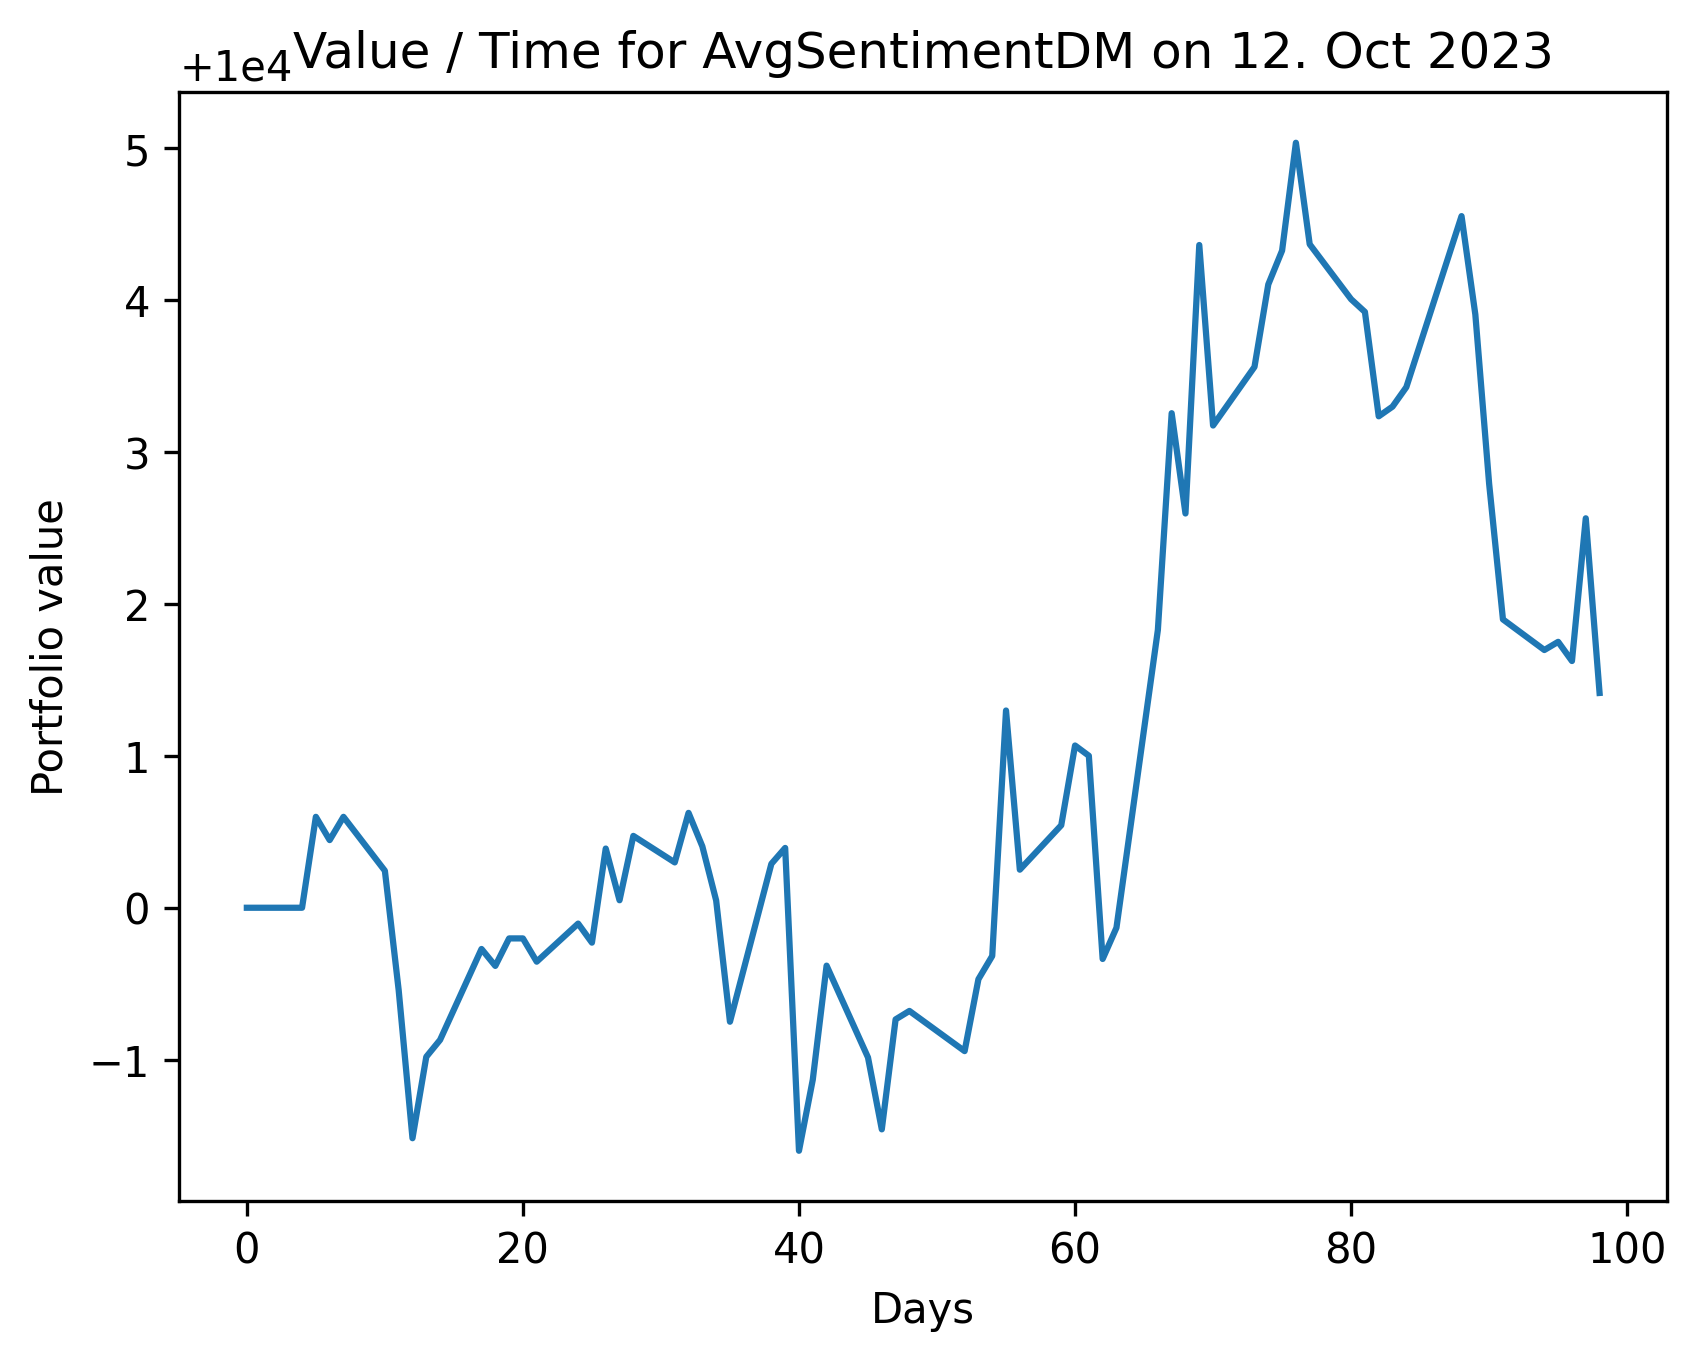 Value / Time for AvgSentimentDM on 12. Oct 2023
+1e4
5
4
3
2
1
0
−1
Portfolio value
0 20 40 60 80 100
Days